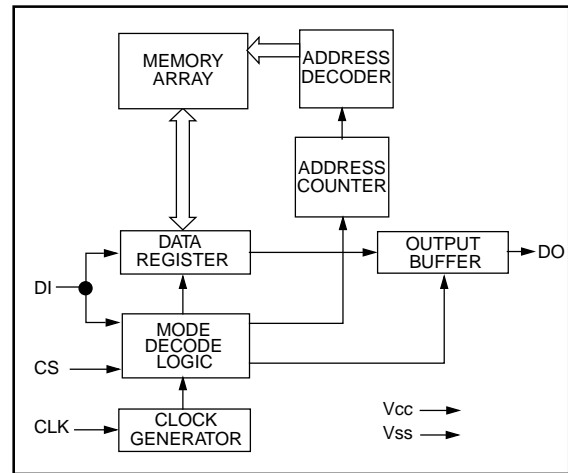 MEMORY
ARRAY
ADDRESS
DECODER
ADDRESS
COUNTER
DATA
REGISTER
OUTPUT
BUFFER
DO
DI
MODE
DECODE
LOGIC
CS
CLK
CLOCK
GENERATOR
Vcc
Vss